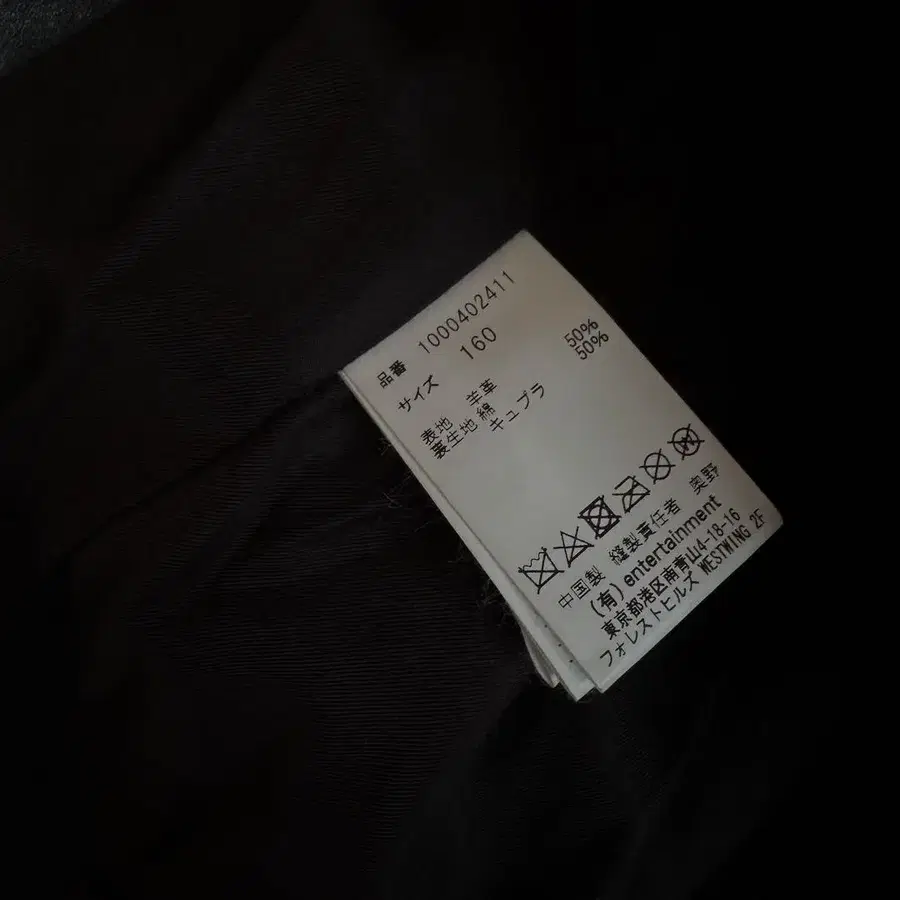 品番 1000402411
サイズ 160
表地 羊革
裏生地 綿 50%
キュプラ 50%
中国製 縫製責任者 奥野
(有) entertainment
東京都港区南青山4-18-16
フォレストヒルズ WESTWING 2F